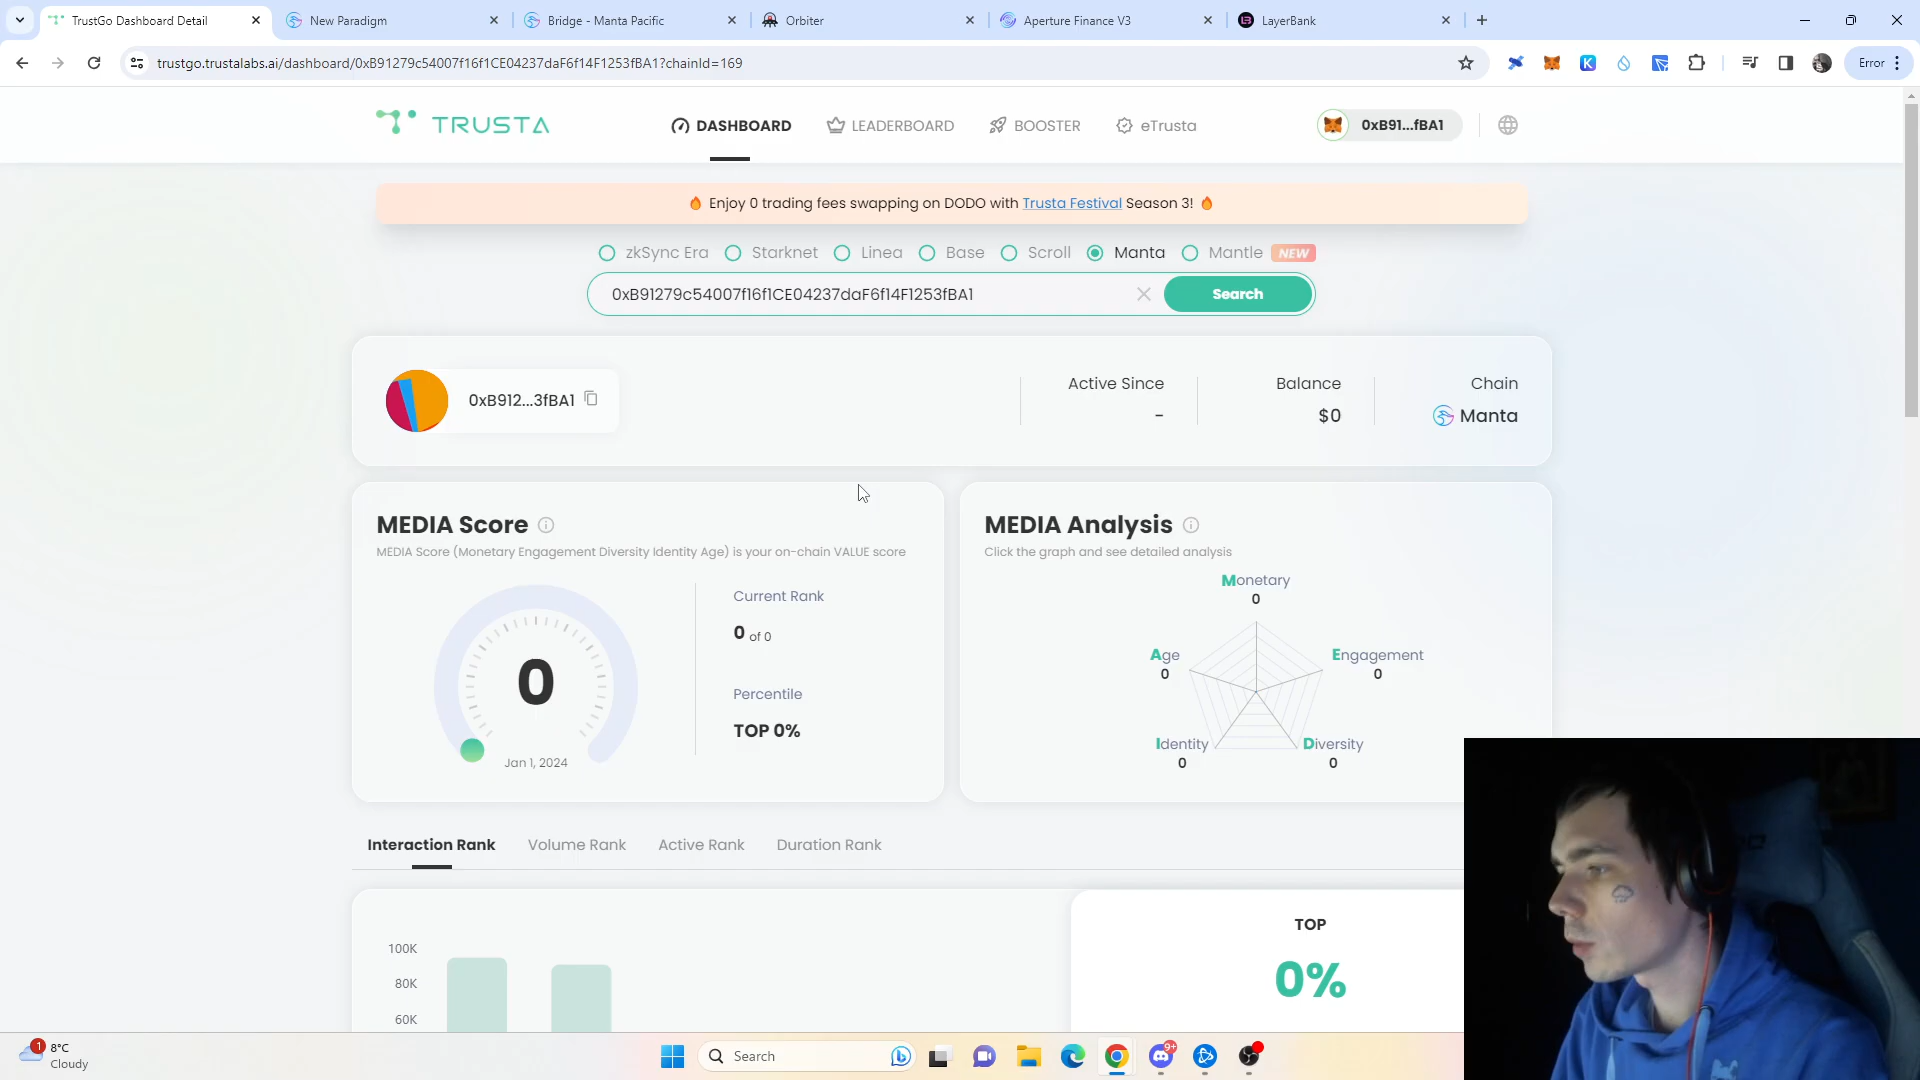 TrustGo Dashboard Detail
New Paradigm
Bridge - Manta Pacific
Orbiter
Aperture Finance V3
LayerBank
trustgo.trustalabs.ai/dashboard/0xB91279c54007f16f1CE04237daF6f14F1253fBA1?chainId=169
Error
TRUSTA
DASHBOARD
LEADERBOARD
BOOSTER
eTrusta
0xB91...fBA1
🔥 Enjoy 0 trading fees swapping on DODO with Trusta Festival Season 3! 🔥
zkSync Era
Starknet
Linea
Base
Scroll
Manta
Mantle
NEW
0xB91279c54007f16f1CE04237daF6f14F1253fBA1
Search
0xB912...3fBA1
Active Since
-
Balance
$0
Chain
Manta
MEDIA Score
MEDIA Score (Monetary Engagement Diversity Identity Age) is your on-chain VALUE score
0
Jan 1, 2024
Current Rank
0 of 0
Percentile
TOP 0%
MEDIA Analysis
Click the graph and see detailed analysis
Monetary
0
Age
0
Engagement
0
Identity
0
Diversity
0
Interaction Rank
Volume Rank
Active Rank
Duration Rank
100K
80K
60K
TOP
0%
1
8°C
Cloudy
Search
9+